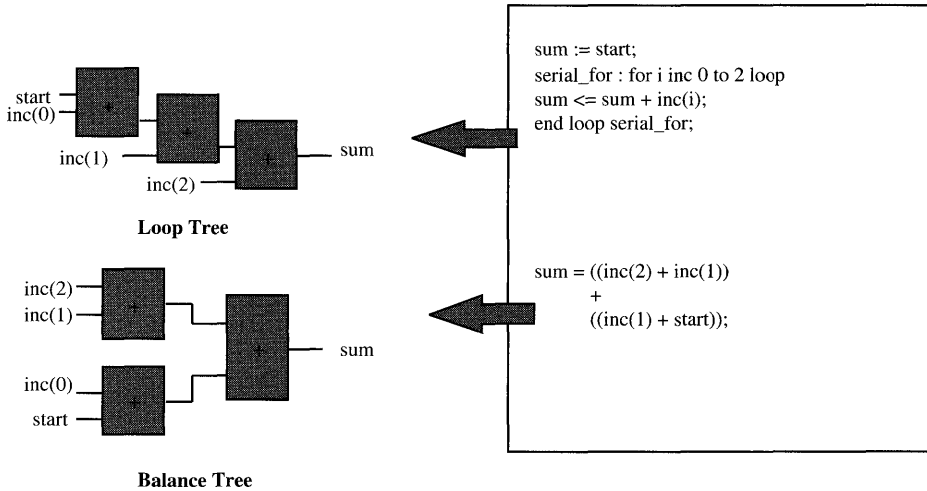 start
inc(0)
+
inc(1)
+
inc(2)
+
sum
Loop Tree
sum := start;
serial_for : for i inc 0 to 2 loop
sum <= sum + inc(i);
end loop serial_for;
inc(2)
inc(1)
+
inc(0)
start
+
+
sum
Balance Tree
sum = ((inc(2) + inc(1))
+
((inc(1) + start));